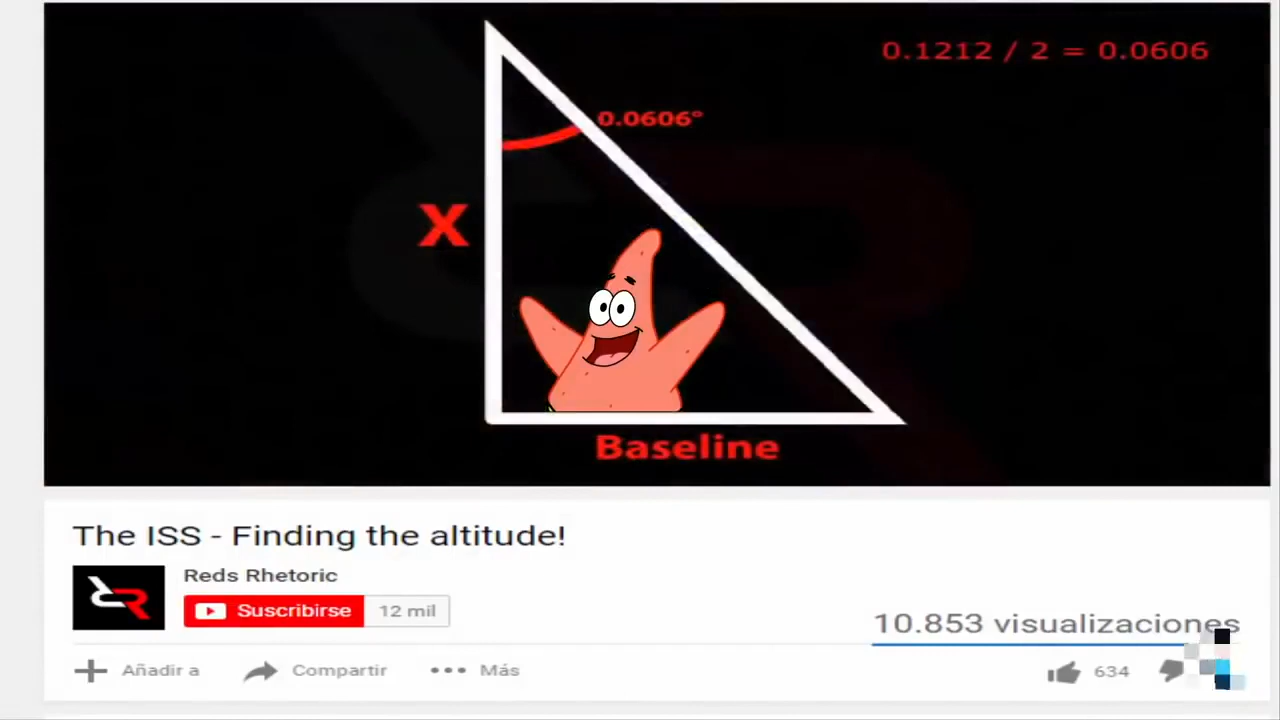 0.1212 / 2 = 0.0606
0.0606°
X
Baseline
The ISS - Finding the altitude!
Reds Rhetoric
Suscribirse 12 mil
10.853 visualizaciones
Añadir a Compartir Más 634